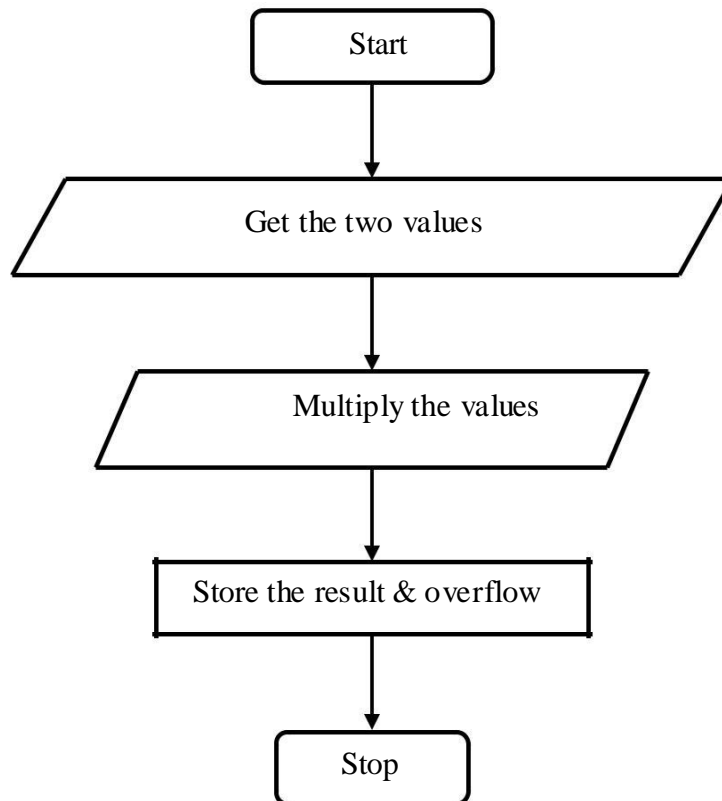 Start
Get the two values
Multiply the values
Store the result & overflow
Stop